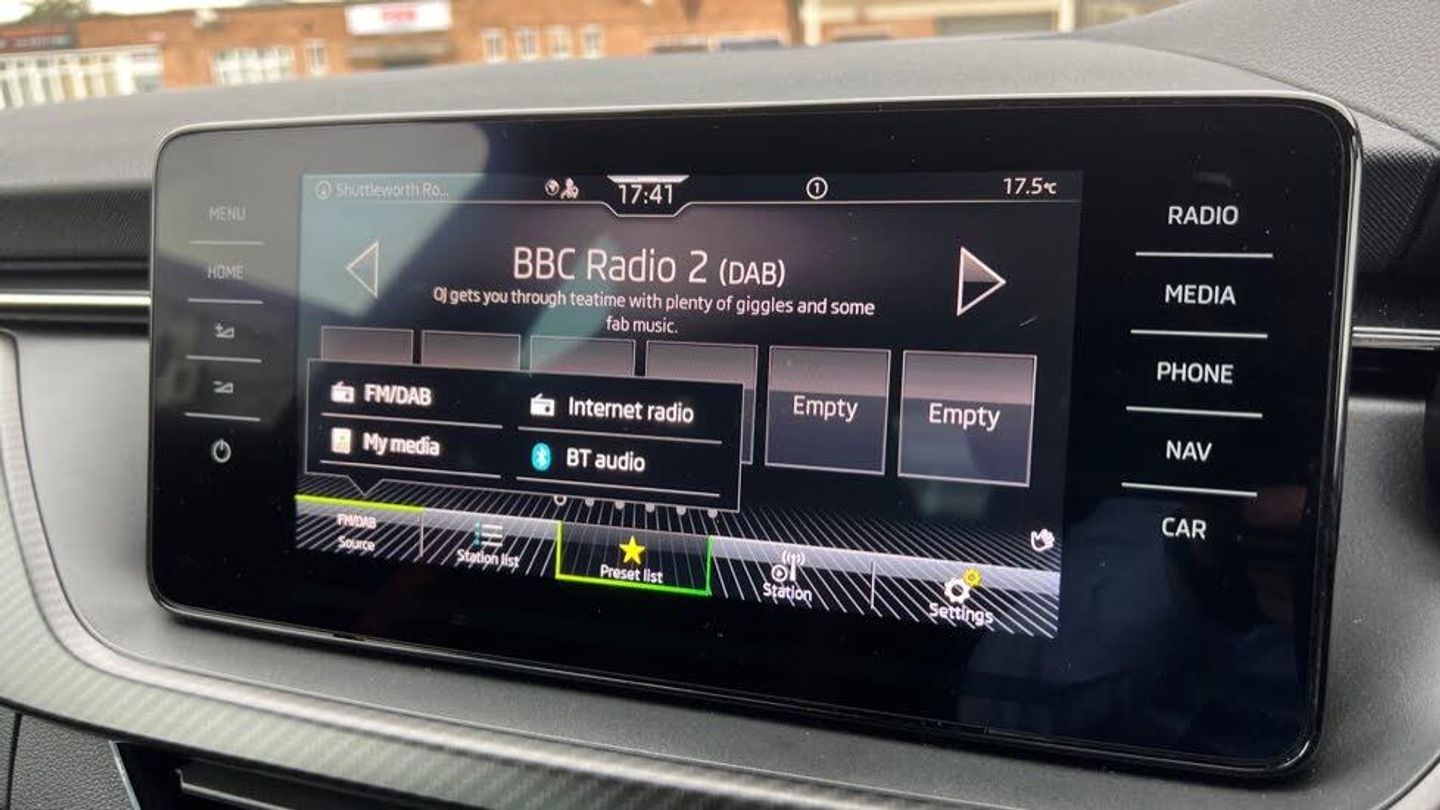 MENU
HOME
Shuttleworth Ro...
17:41
1
17.5°C
BBC Radio 2 (DAB)
OJ gets you through teatime with plenty of giggles and some
fab music.
Empty
Empty
FM/DAB
Internet radio
My media
BT audio
FM/DAB
Source
Station list
Preset list
Station
Settings
RADIO
MEDIA
PHONE
NAV
CAR